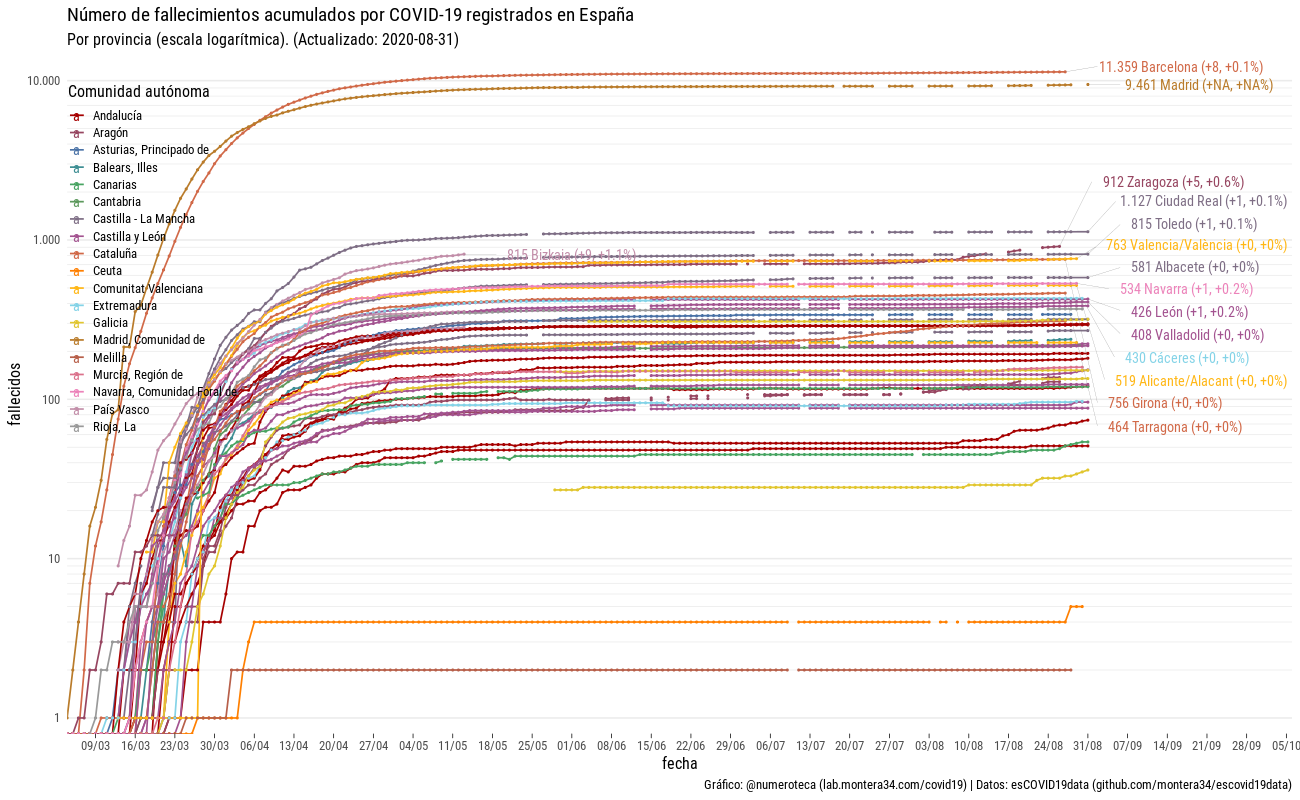 Número de fallecimientos acumulados por COVID-19 registrados en España
Por provincia (escala logarítmica). (Actualizado: 2020-08-31)
10.000
1.000
100
10
1
fallecidos
Comunidad autónoma
Andalucía
Aragón
Asturias, Principado de
Balears, Illes
Canarias
Cantabria
Castilla - La Mancha
Castilla y León
Cataluña
Ceuta
Comunitat Valenciana
Extremadura
Galicia
Madrid, Comunidad de
Melilla
Murcia, Región de
Navarra, Comunidad Foral de
País Vasco
Rioja, La
11.359 Barcelona (+8, +0.1%)
9.461 Madrid (+NA, +NA%)
912 Zaragoza (+5, +0.6%)
1.127 Ciudad Real (+1, +0.1%)
815 Toledo (+1, +0.1%)
763 Valencia/València (+0, +0%)
815 Bizkaia (+9, +1.1%)
581 Albacete (+0, +0%)
534 Navarra (+1, +0.2%)
426 León (+1, +0.2%)
408 Valladolid (+0, +0%)
430 Cáceres (+0, +0%)
519 Alicante/Alacant (+0, +0%)
756 Girona (+0, +0%)
464 Tarragona (+0, +0%)
09/03 16/03 23/03 30/03 06/04 13/04 20/04 27/04 04/05 11/05 18/05 25/05 01/06 08/06 15/06 22/06 29/06 06/07 13/07 20/07 27/07 03/08 10/08 17/08 24/08 31/08 07/09 14/09 21/09 28/09 05/10
fecha
Gráfico: @numeroteca (lab.montera34.com/covid19) | Datos: esCOVID19data (github.com/montera34/escovid19data)